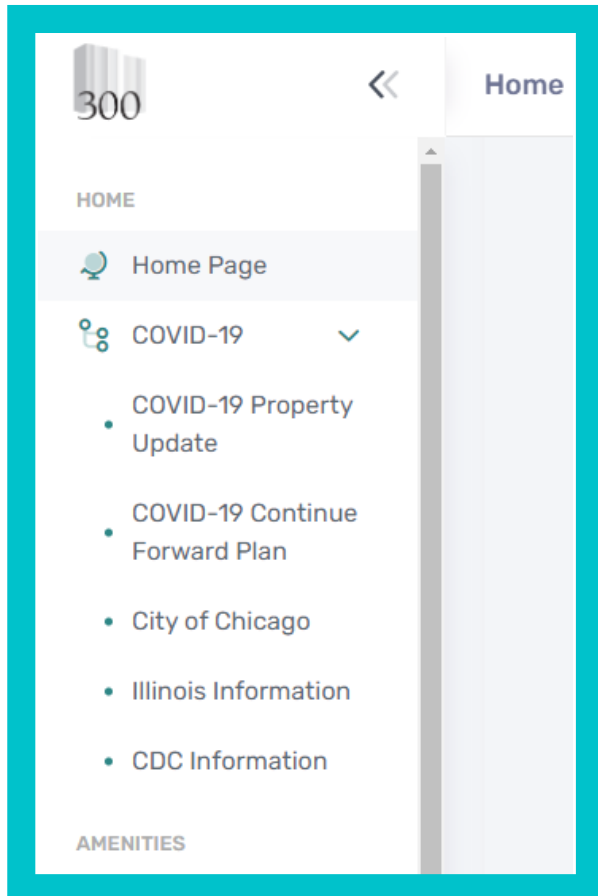 300
Home
HOME
Home Page
COVID-19
COVID-19 Property
Update
COVID-19 Continue
Forward Plan
City of Chicago
Illinois Information
CDC Information
AMENITIES